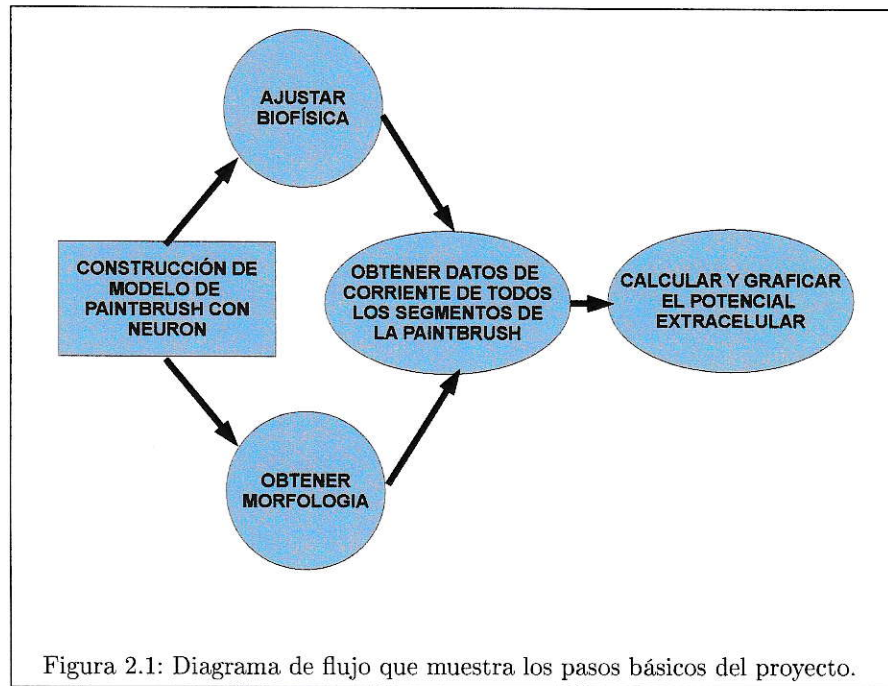 AJUSTAR
BIOFÍSICA
CONSTRUCCIÓN DE
MODELO DE
PAINTBRUSH CON
NEURON
OBTENER DATOS DE
CORRIENTE DE TODOS
LOS SEGMENTOS DE
LA PAINTBRUSH
CALCULAR Y GRAFICAR
EL POTENCIAL
EXTRACELULAR
OBTENER
MORFOLOGIA
Figura 2.1: Diagrama de flujo que muestra los pasos básicos del proyecto.